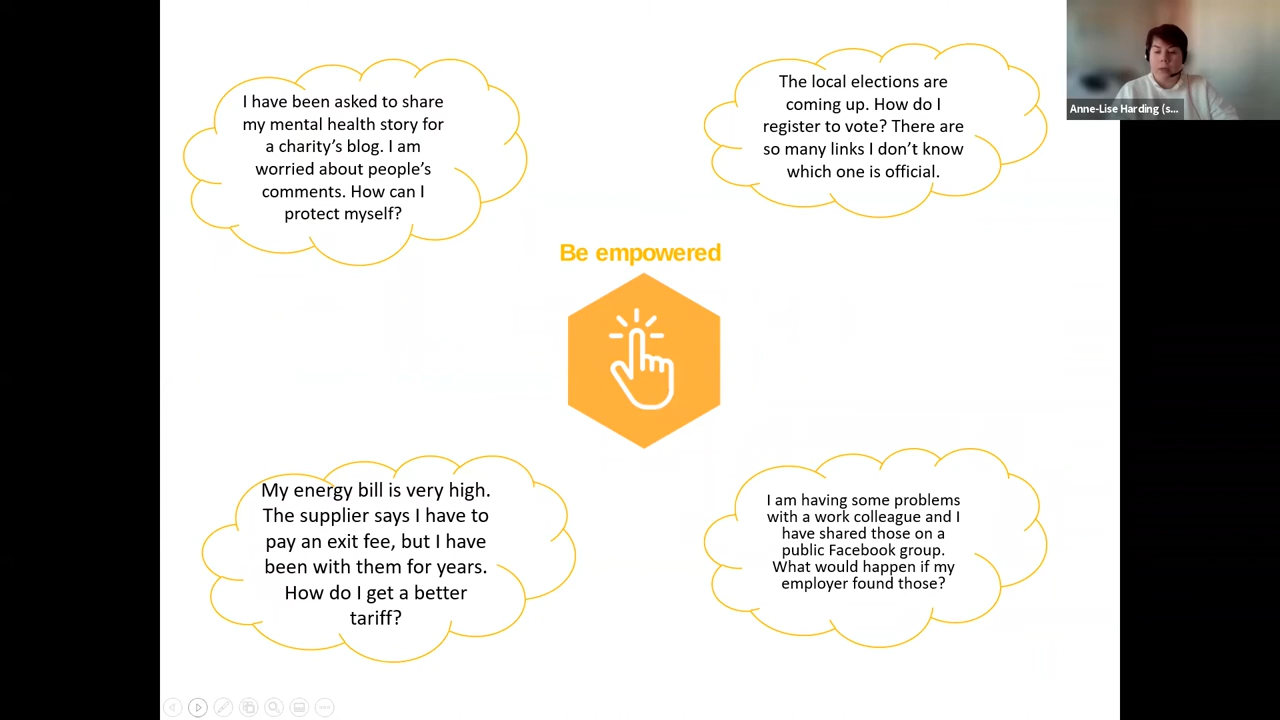 I have been asked to share
my mental health story for
a charity’s blog. I am
worried about people’s
comments. How can I
protect myself?
The local elections are
coming up. How do I
register to vote? There are
so many links I don’t know
which one is official.
Anne-Lise Harding (s...
Be empowered
My energy bill is very high.
The supplier says I have to
pay an exit fee, but I have
been with them for years.
How do I get a better
tariff?
I am having some problems
with a work colleague and I
have shared those on a
public Facebook group.
What would happen if my
employer found those?